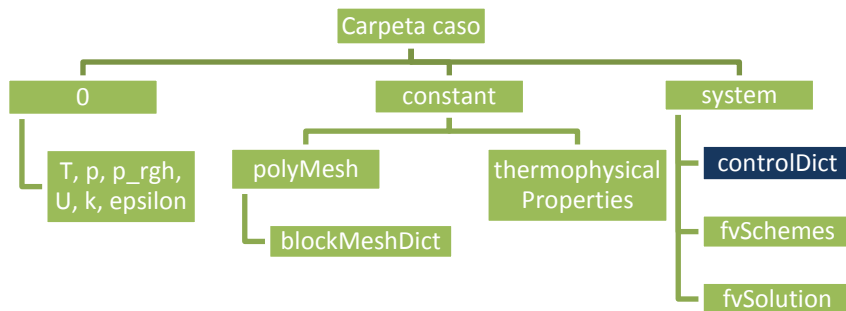 Carpeta caso
0
constant
system
T, p, p_rgh,
U, k, epsilon
polyMesh
thermophysical
Properties
controlDict
blockMeshDict
fvSchemes
fvSolution